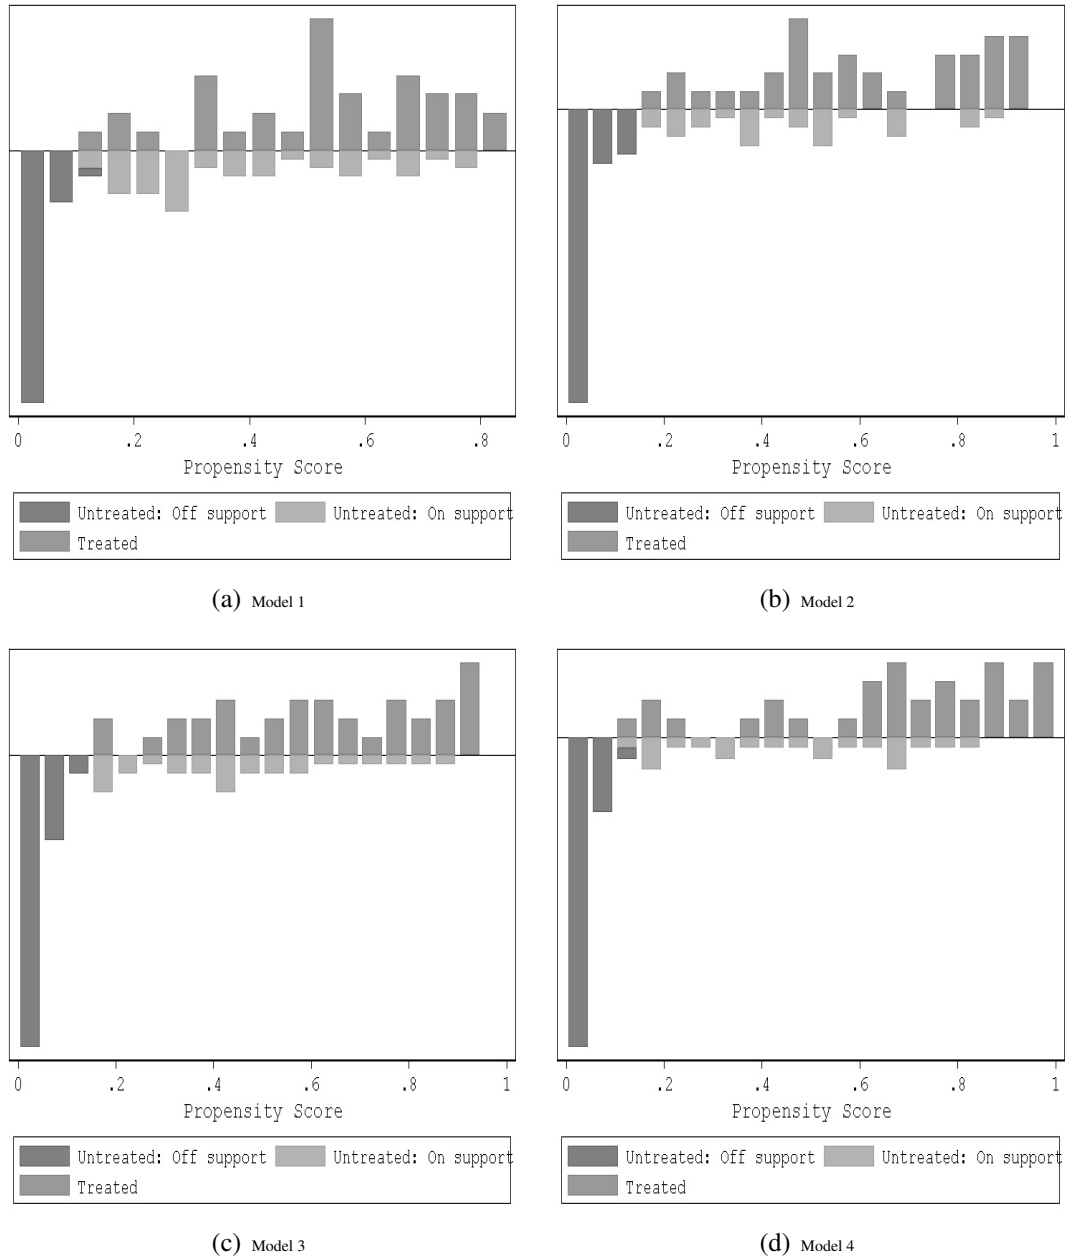 0 .2 .4 .6 .8
Propensity Score
Untreated: Off support Untreated: On support
Treated
(a) Model 1
0 .2 .4 .6 .8 1
Propensity Score
Untreated: Off support Untreated: On support
Treated
(b) Model 2
0 .2 .4 .6 .8 1
Propensity Score
Untreated: Off support Untreated: On support
Treated
(c) Model 3
0 .2 .4 .6 .8 1
Propensity Score
Untreated: Off support Untreated: On support
Treated
(d) Model 4